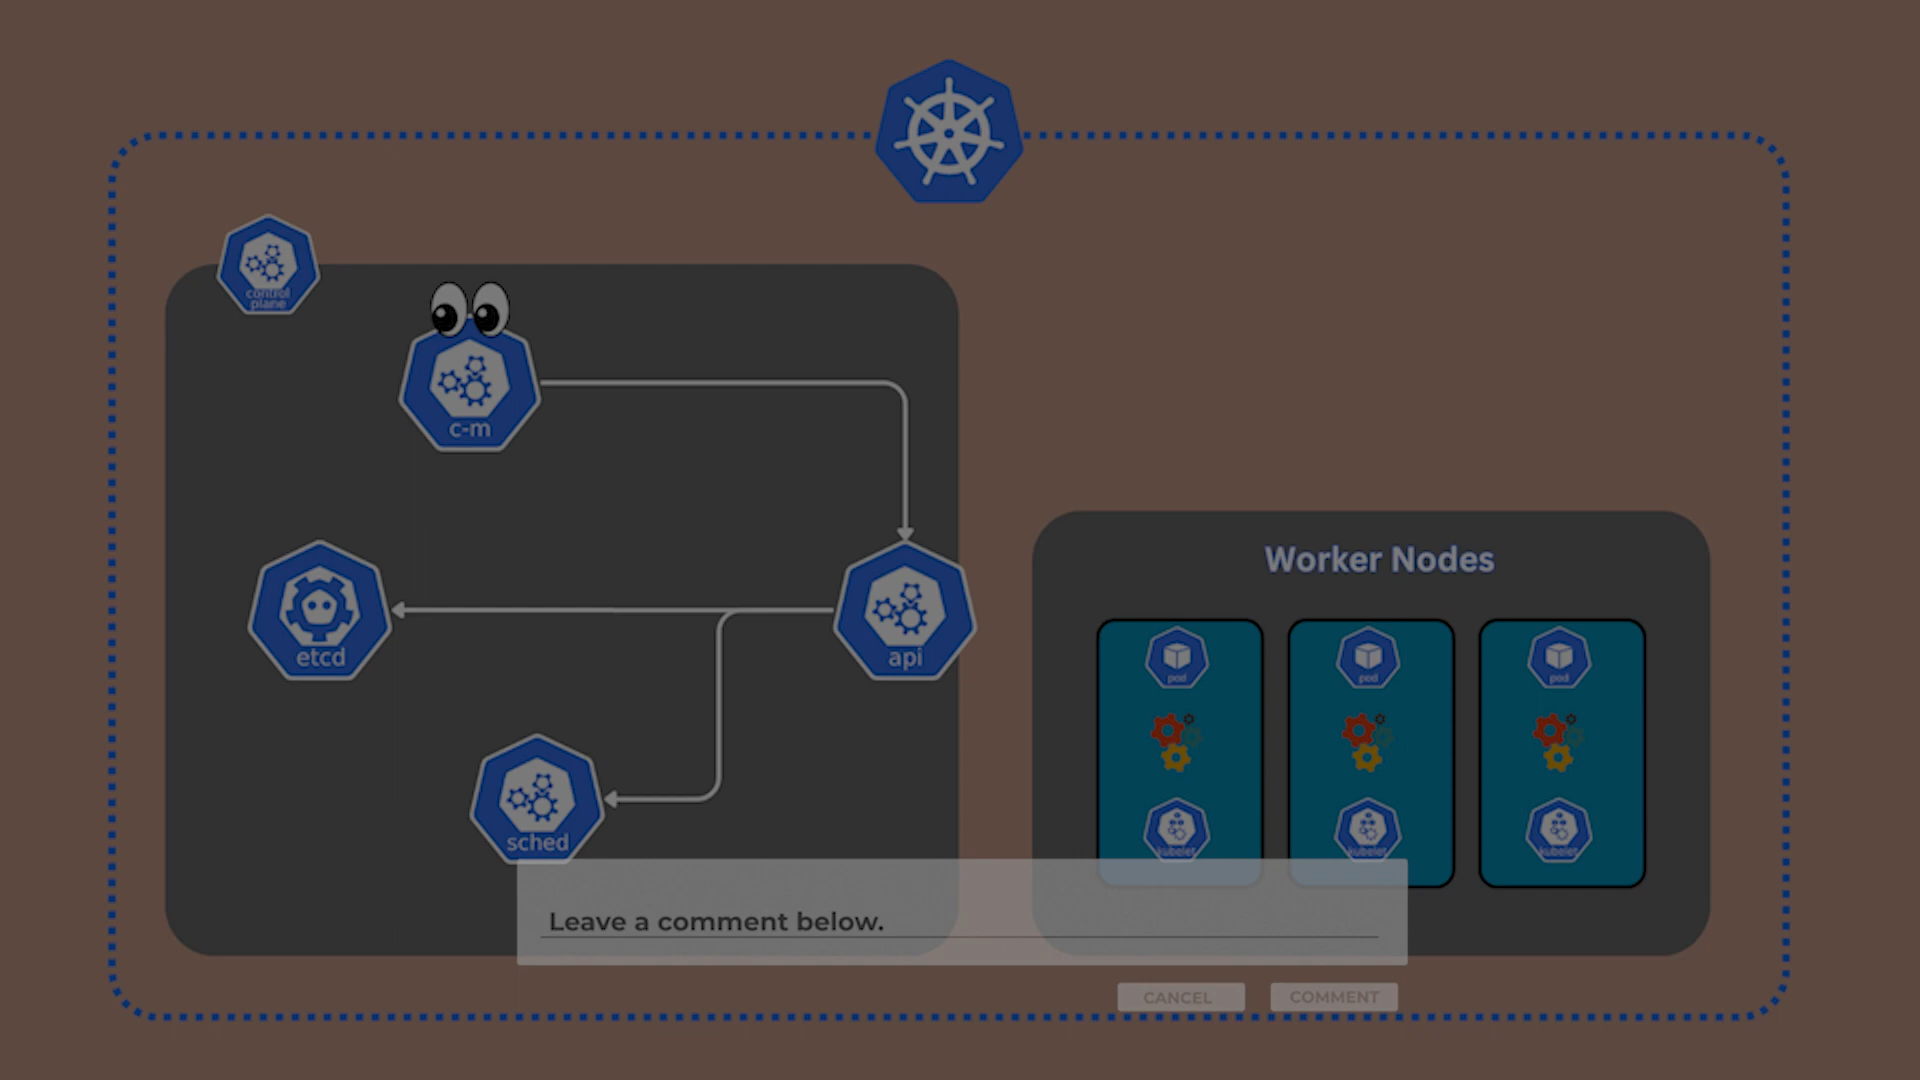 control
plane
c-m
etcd
api
sched
Worker Nodes
pod
pod
pod
kubelet
kubelet
kubelet
Leave a comment below.
CANCEL
COMMENT